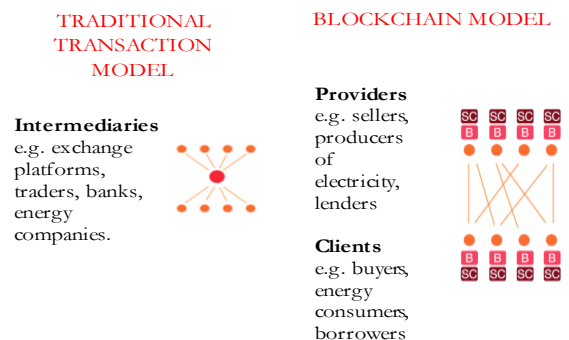 TRADITIONAL
TRANSACTION
MODEL
Intermediaries
e.g. exchange
platforms,
traders, banks,
energy
companies.
BLOCKCHAIN MODEL
Providers
e.g. sellers,
producers
of
electricity,
lenders
SC SC SC SC
B B B B
Clients
e.g. buyers,
energy
consumers,
borrowers
B B B B
SC SC SC SC